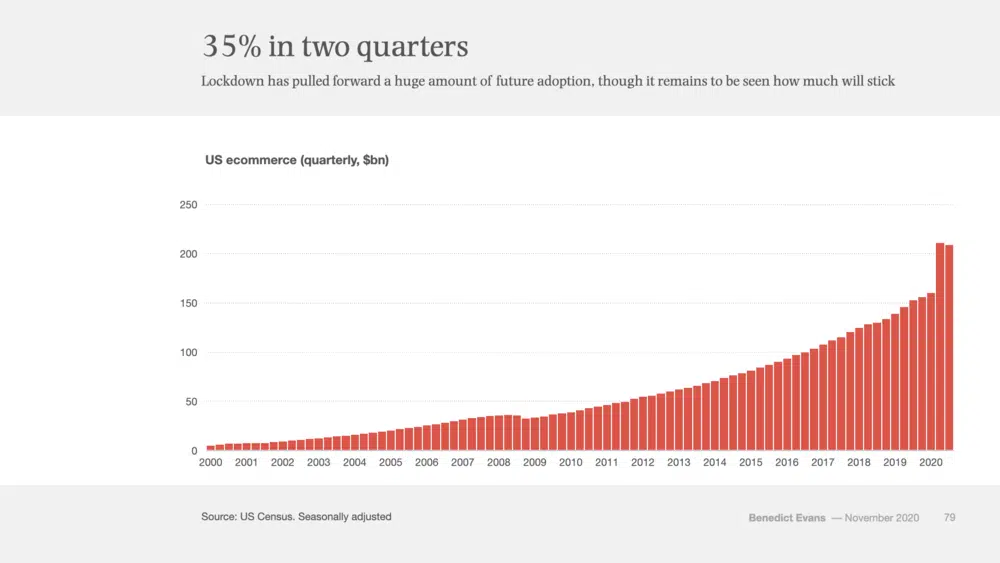 35% in two quarters
Lockdown has pulled forward a huge amount of future adoption, though it remains to be seen how much will stick
US ecommerce (quarterly, $bn)
250
200
150
100
50
0
2000 2001 2002 2003 2004 2005 2006 2007 2008 2009 2010 2011 2012 2013 2014 2015 2016 2017 2018 2019 2020
Source: US Census. Seasonally adjusted
Benedict Evans — November 2020 79